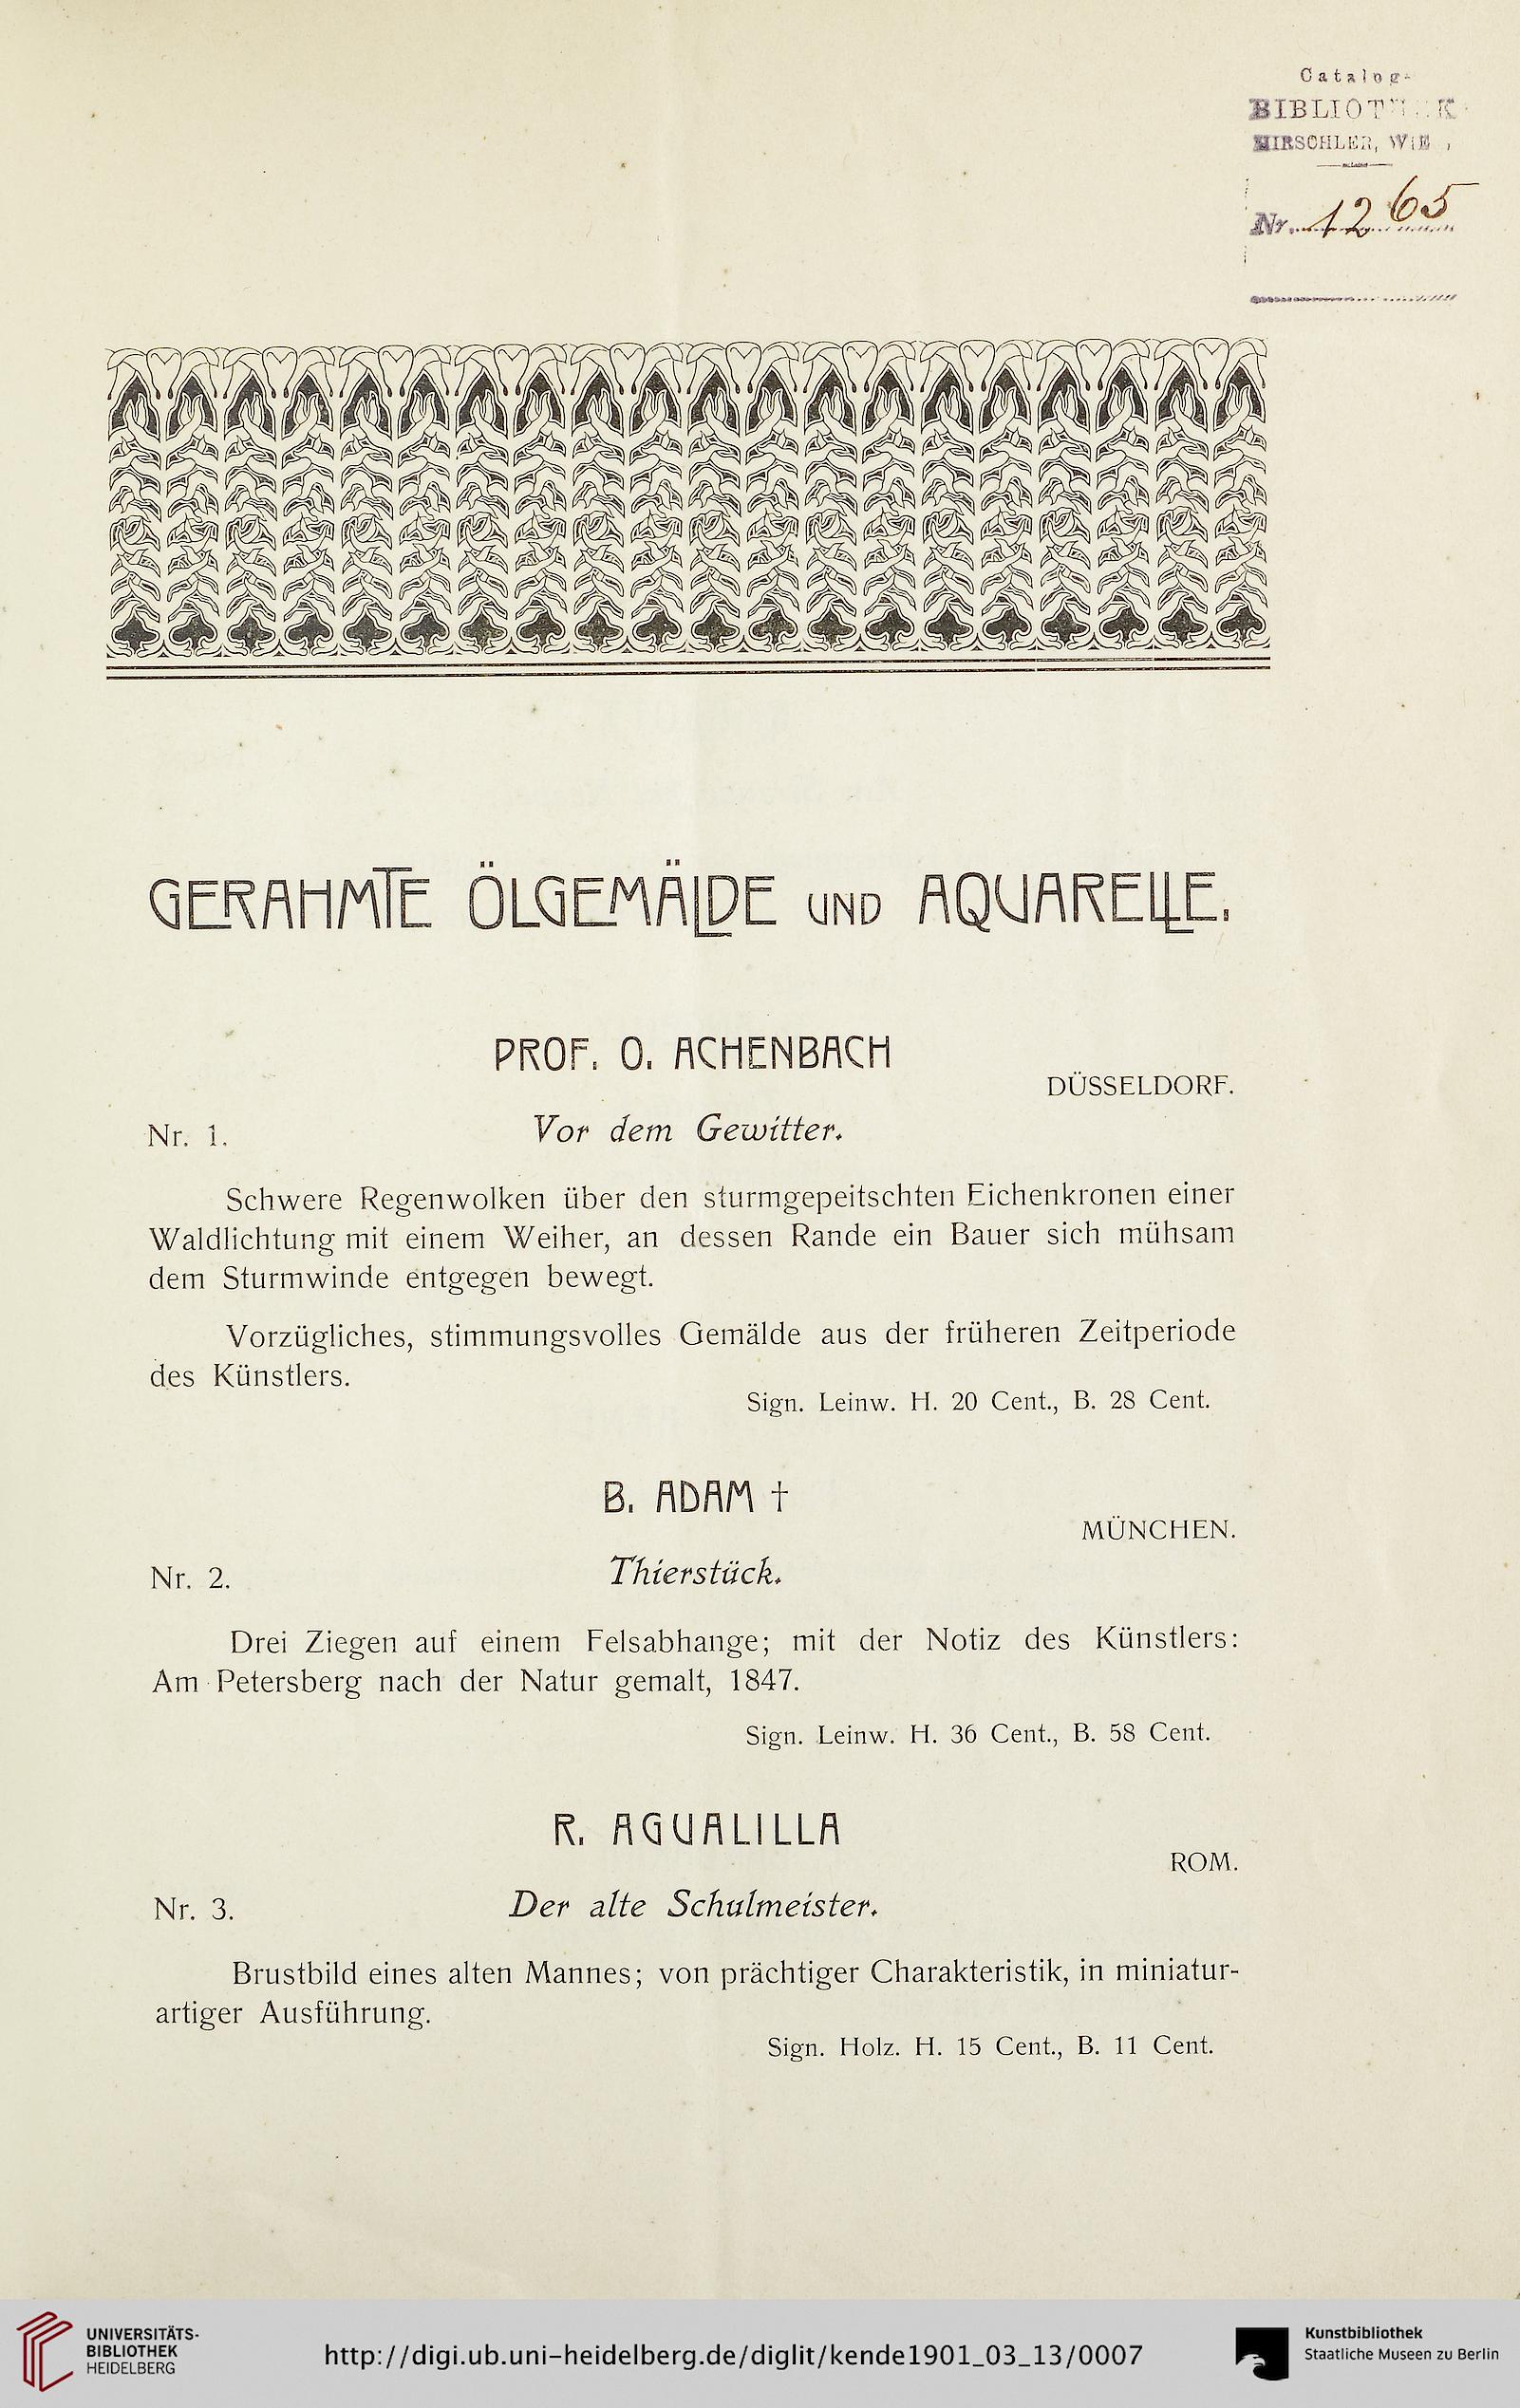 Catalog-
HIRSCHLER,
Nr. 1265
GERAHMTE ÖLGEMÄLDE UND AQUARELLE.
PROF. O. ACHENBACH
DÜSSELDORF.
Nr. 1. Vor dem Gewitter.
Schwere Regenwolken über den sturmgepeitschten Eichenkronen einer
Waldlichtung mit einem Weiher, an dessen Rande ein Bauer sich mühsam
dem Sturmwinde entgegen bewegt.
Vorzügliches, stimmungsvolles Gemälde aus der früheren Zeitperiode
des Künstlers.
Sign. Leinw. H. 20 Cent., B. 28 Cent.
B. ADAM †
MÜNCHEN.
Nr. 2. Thierstück.
Drei Ziegen auf einem Felsabhange; mit der Notiz des Künstlers:
Am Petersberg nach der Natur gemalt, 1847.
Sign. Leinw. H. 36 Cent., B. 58 Cent.
R. AGUALILLA
ROM.
Nr. 3. Der alte Schulmeister.
Brustbild eines alten Mannes; von prächtiger Charakteristik, in miniatur-
artiger Ausführung.
Sign. Holz. H. 15 Cent., B. 11 Cent.
UNIVERSITÄTS-
BIBLIOTHEK
HEIDELBERG
http://digi.ub.uni-heidelberg.de/diglit/kende1901_03_13/0007
Kunstbibliothek
Staatliche Museen zu Berlin